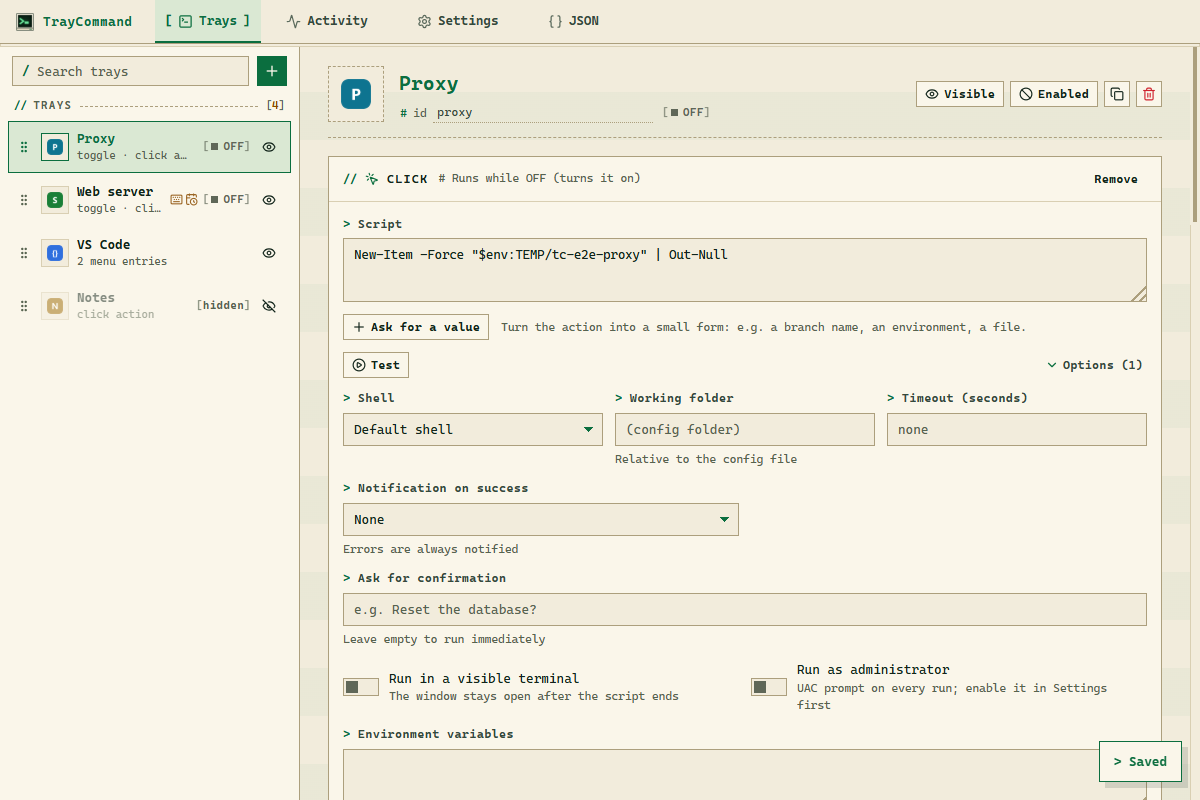 TrayCommand
[ Trays ]
Activity
Settings
{} JSON
/ Search trays
+
// TRAYS [4]
P Proxy
toggle · click a… [■ OFF]
S Web server
toggle · cli… [■ OFF]
VS Code
2 menu entries
N Notes
click action [hidden]
P
Proxy
# id proxy [■ OFF]
Visible
Enabled
// CLICK # Runs while OFF (turns it on)
Remove
> Script
New-Item -Force "$env:TEMP/tc-e2e-proxy" | Out-Null
+ Ask for a value Turn the action into a small form: e.g. a branch name, an environment, a file.
Test
Options (1)
> Shell
Default shell
> Working folder
(config folder)
Relative to the config file
> Timeout (seconds)
none
> Notification on success
None
Errors are always notified
> Ask for confirmation
e.g. Reset the database?
Leave empty to run immediately
Run in a visible terminal
The window stays open after the script ends
Run as administrator
UAC prompt on every run; enable it in Settings
first
> Environment variables
> Saved